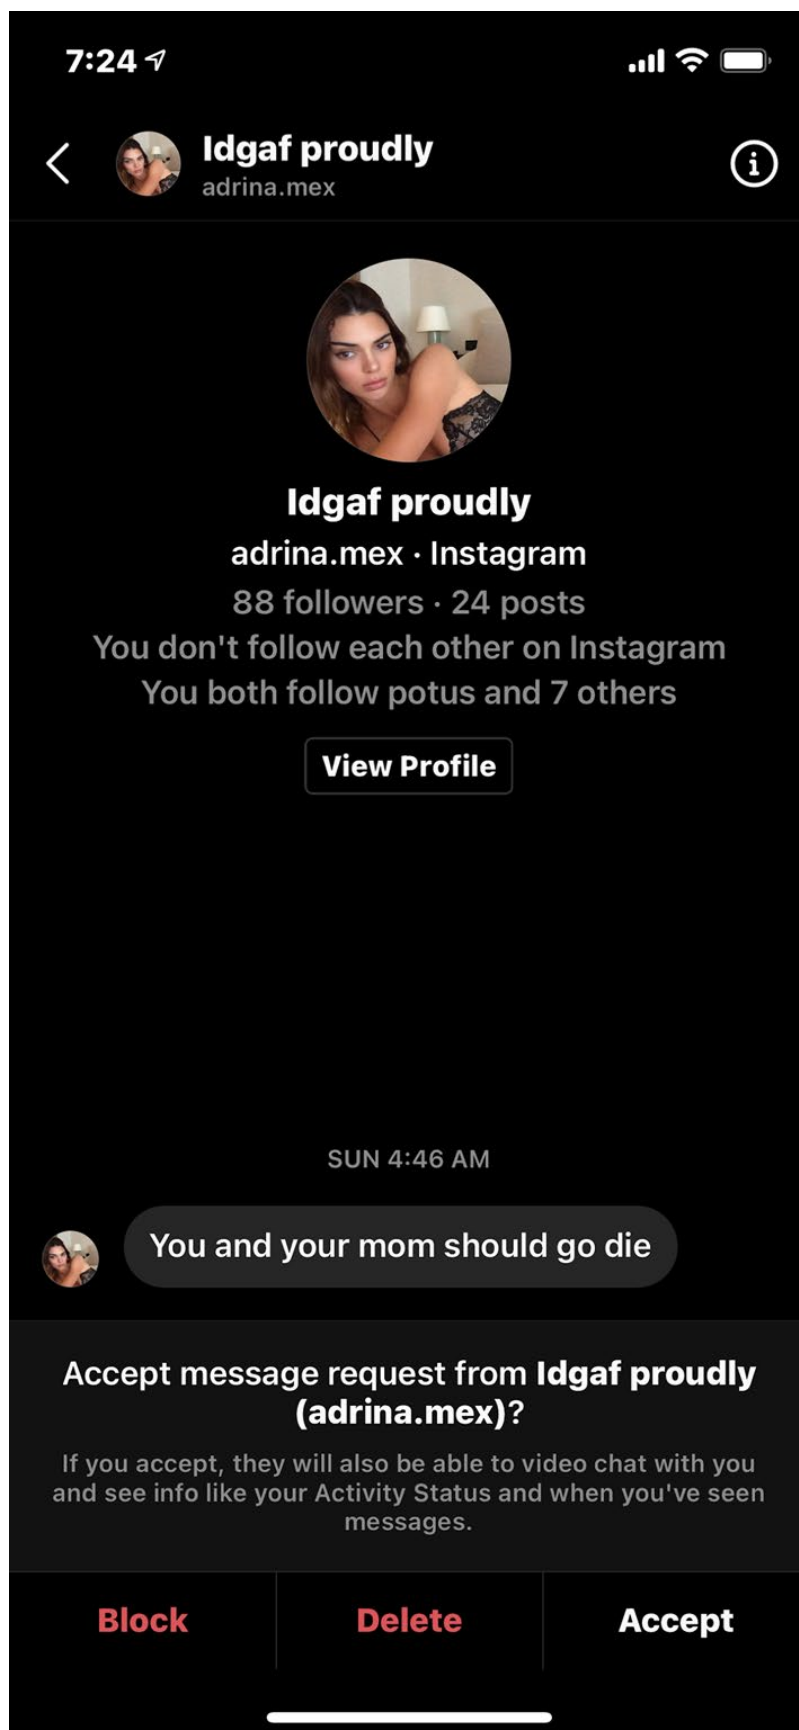 7:24
Idgaf proudly
adrina.mex
Idgaf proudly
adrina.mex · Instagram
88 followers · 24 posts
You don't follow each other on Instagram
You both follow potus and 7 others
View Profile
SUN 4:46 AM
You and your mom should go die
Accept message request from Idgaf proudly
(adrina.mex)?
If you accept, they will also be able to video chat with you
and see info like your Activity Status and when you've seen
messages.
Block Delete Accept